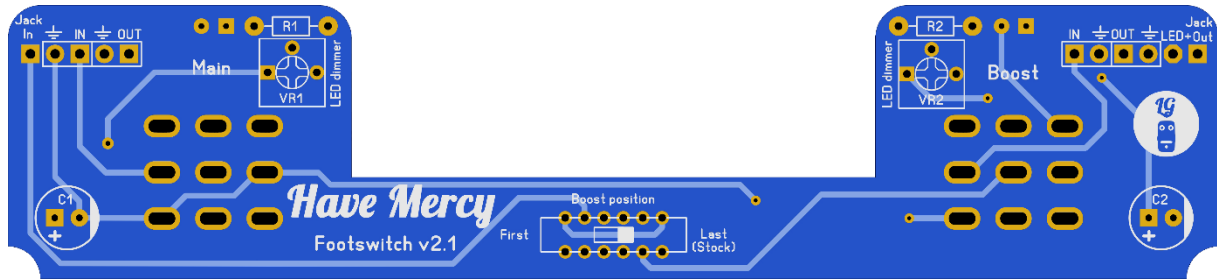 Jack
In
IN
OUT
R1
Main
VR1
LED dimmer
C1
+
Have Mercy
Footswitch v2.1
Boost position
First
Last
(Stock)
R2
LED dimmer
VR2
Boost
IN
OUT
LED+
Jack
Out
LG
C2
+